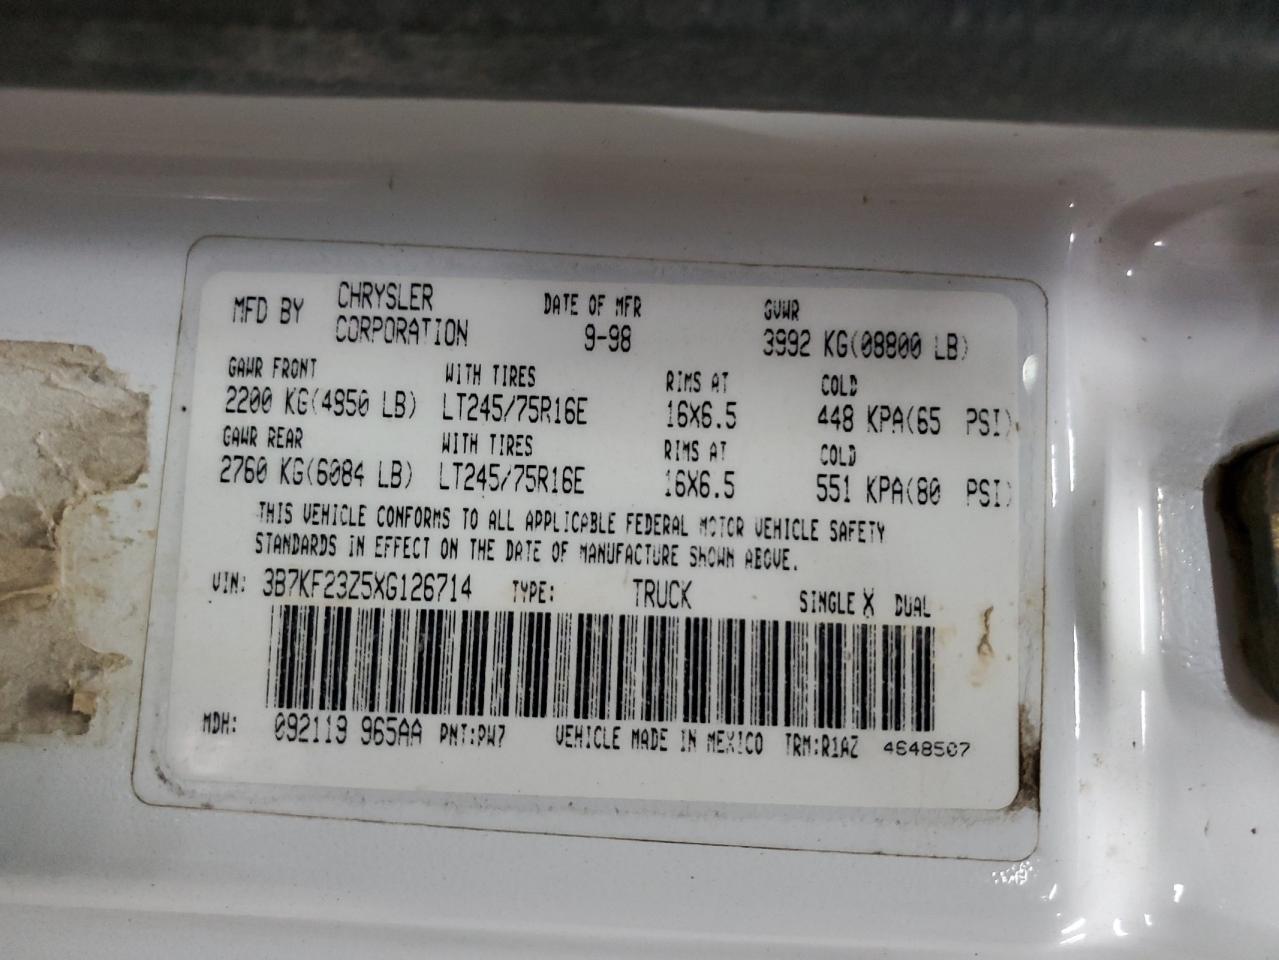 MFD BY CHRYSLER CORPORATION DATE OF MFR 9-98 GVWR 3992 KG(08800 LB)
GAWR FRONT WITH TIRES RIMS AT COLD
2200 KG(4850 LB) LT245/75R16E 16X6.5 448 KPA(65 PSI)
GAWR REAR WITH TIRES RIMS AT COLD
2760 KG(6084 LB) LT245/75R16E 16X6.5 551 KPA(80 PSI)
THIS VEHICLE CONFORMS TO ALL APPLICABLE FEDERAL MOTOR VEHICLE SAFETY
STANDARDS IN EFFECT ON THE DATE OF MANUFACTURE SHOWN ABOVE.
VIN: 3B7KF23Z5XG126714 TYPE: TRUCK SINGLE X DUAL
MDH: 092119 965AA PNT:PW7 VEHICLE MADE IN MEXICO TRM:R1AZ 4648507